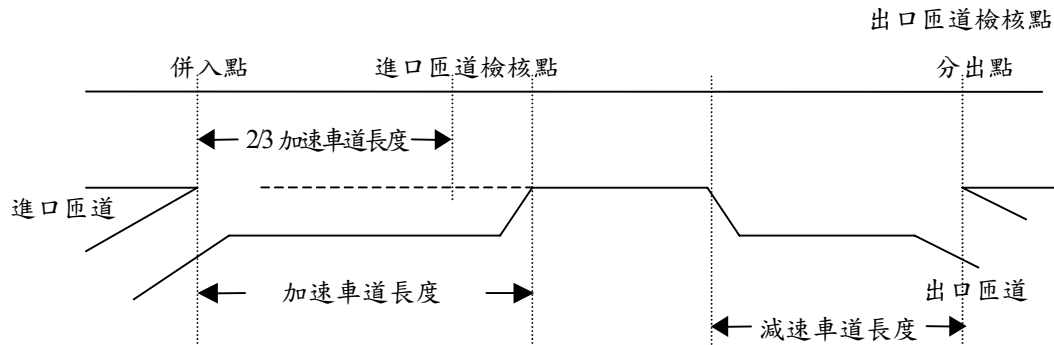 出口匝道檢核點
併入點 進口匝道檢核點 分出點
2/3 加速車道長度
進口匝道
加速車道長度 出口匝道
減速車道長度